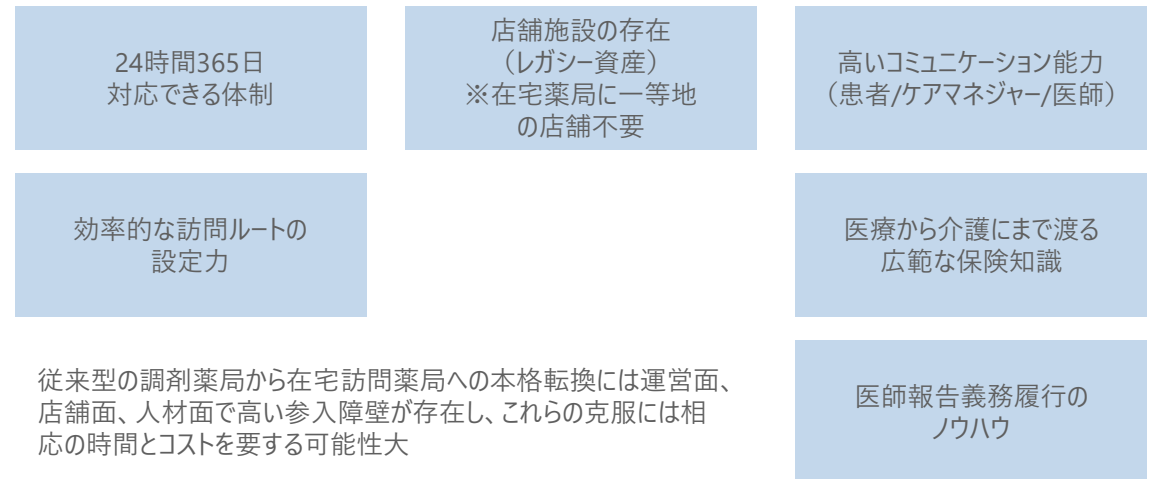 24時間365日
対応できる体制
店舗施設の存在
（レガシー資産）
※在宅薬局に一等地
の店舗不要
高いコミュニケーション能力
（患者/ケアマネジャー/医師）
効率的な訪問ルートの
設定力
医療から介護にまで渡る
広範な保険知識
従来型の調剤薬局から在宅訪問薬局への本格転換には運営面、
店舗面、人材面で高い参入障壁が存在し、これらの克服には相
応の時間とコストを要する可能性大
医師報告義務履行の
ノウハウ